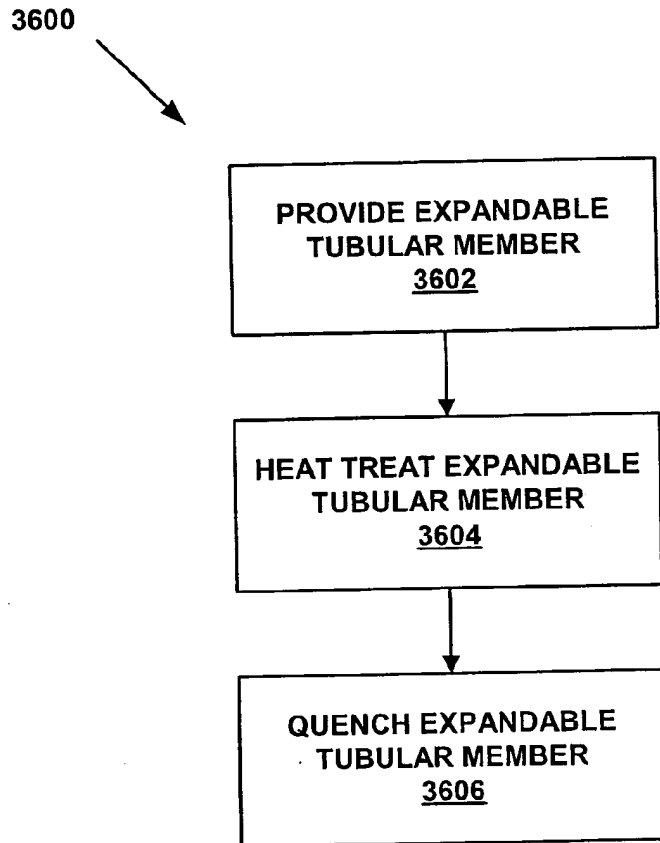 3600
PROVIDE EXPANDABLE
TUBULAR MEMBER
3602
HEAT TREAT EXPANDABLE
TUBULAR MEMBER
3604
QUENCH EXPANDABLE
TUBULAR MEMBER
3606